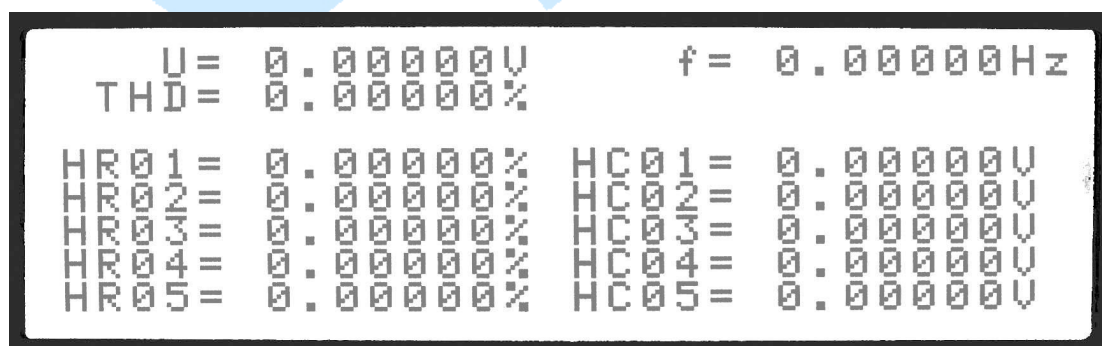 U= 0.00000V f= 0.00000Hz
THD= 0.00000%
HR01= 0.00000% HC01= 0.00000V
HR02= 0.00000% HC02= 0.00000V
HR03= 0.00000% HC03= 0.00000V
HR04= 0.00000% HC04= 0.00000V
HR05= 0.00000% HC05= 0.00000V